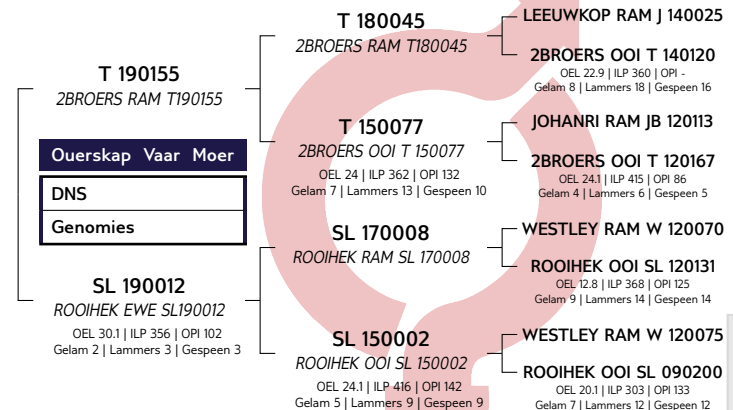 T 190155
2BROERS RAM T190155
Ouerskap Vaar Moer
DNS
Genomies
SL 190012
ROOIHEK EWE SL190012
OEL 30.1 | ILP 356 | OPI 102
Gelam 2 | Lammers 3 | Gespeen 3
T 180045
2BROERS RAM T180045
T 150077
2BROERS OOI T 150077
OEL 24 | ILP 362 | OPI 132
Gelam 7 | Lammers 13 | Gespeen 10
SL 170008
ROOIHEK RAM SL 170008
SL 150002
ROOIHEK OOI SL 150002
OEL 24.1 | ILP 416 | OPI 142
Gelam 5 | Lammers 9 | Gespeen 9
LEEUWKOP RAM J 140025
2BROERS OOI T 140120
OEL 22.9 | ILP 360 | OPI -
Gelam 8 | Lammers 18 | Gespeen 16
JOHANRI RAM JB 120113
2BROERS OOI T 120167
OEL 24.1 | ILP 415 | OPI 86
Gelam 4 | Lammers 6 | Gespeen 5
WESTLEY RAM W 120070
ROOIHEK OOI SL 120131
OEL 12.8 | ILP 368 | OPI 125
Gelam 9 | Lammers 14 | Gespeen 14
WESTLEY RAM W 120075
ROOIHEK OOI SL 090200
OEL 20.1 | ILP 303 | OPI 133
Gelam 7 | Lammers 12 | Gespeen 12